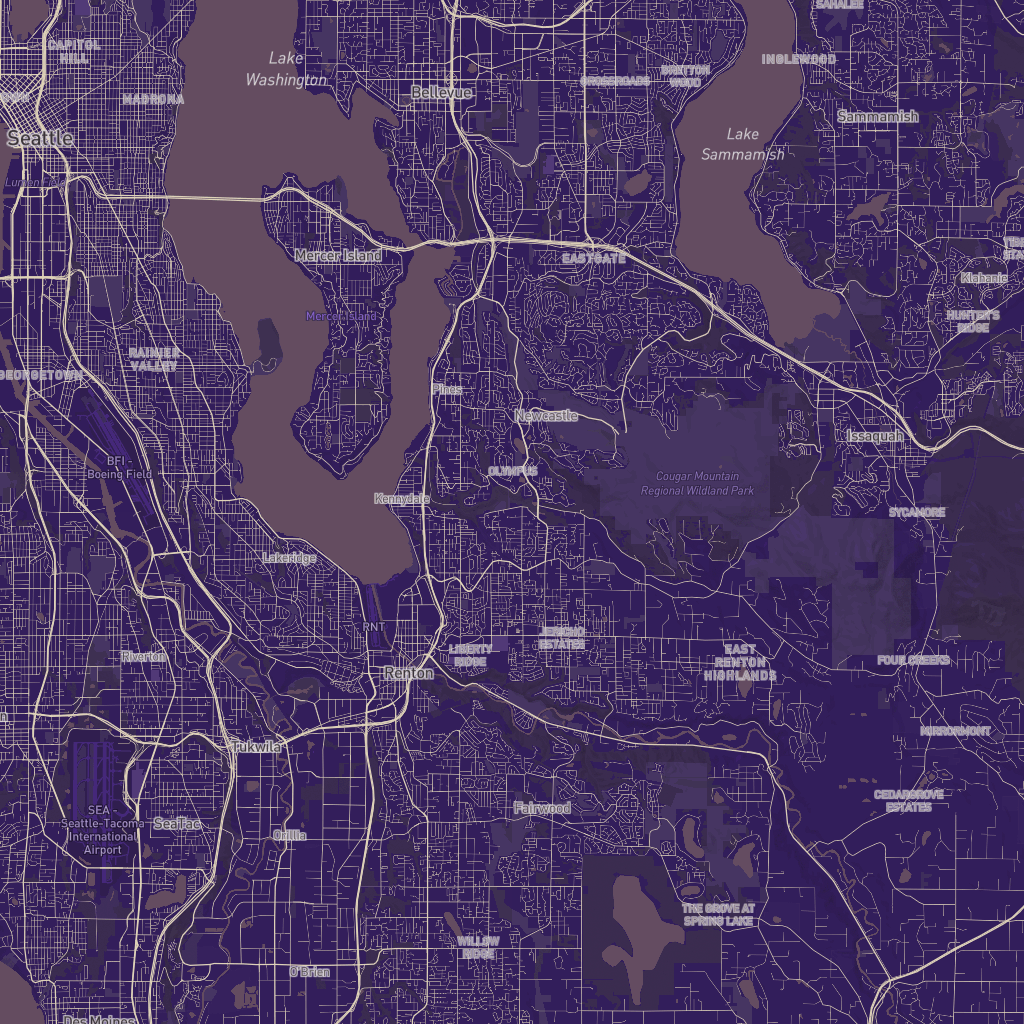 SAHALEE
CAPITOL
HILL
Lake
Washington
INGLEWOOD
BRETTON
WOOD
CROSSROADS
Bellevue
MADRONA
Sammamish
Seattle
Lake
Sammamish
Mercer Island
EASTGATE
Klahanie
Mercer Island
HUNTER'S
RIDGE
RAINIER
VALLEY
GEORGETOWN
Pines
Newcastle
Issaquah
BFI -
Boeing Field
OLYMPUS
Cougar Mountain
Regional Wildland Park
Kennydale
SYCAMORE
Lakeridge
RNT
JERICHO
ESTATES
LIBERTY
RIDGE
EAST
RENTON
HIGHLANDS
Riverton
FOUR CREEKS
Renton
MIRRORMONT
Tukwila
CEDARGROVE
ESTATES
Fairwood
SEA -
Seattle-Tacoma
International
Airport
SeaTac
Orillia
THE GROVE AT
SPRING LAKE
WILLOW
RIDGE
O'Brien
Des Moines